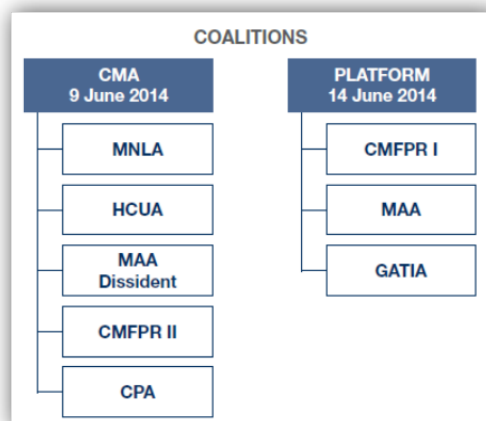 COALITIONS
CMA
9 June 2014
MNLA
HCUA
MAA
Dissident
CMFPR II
CPA
PLATFORM
14 June 2014
CMFPR I
MAA
GATIA